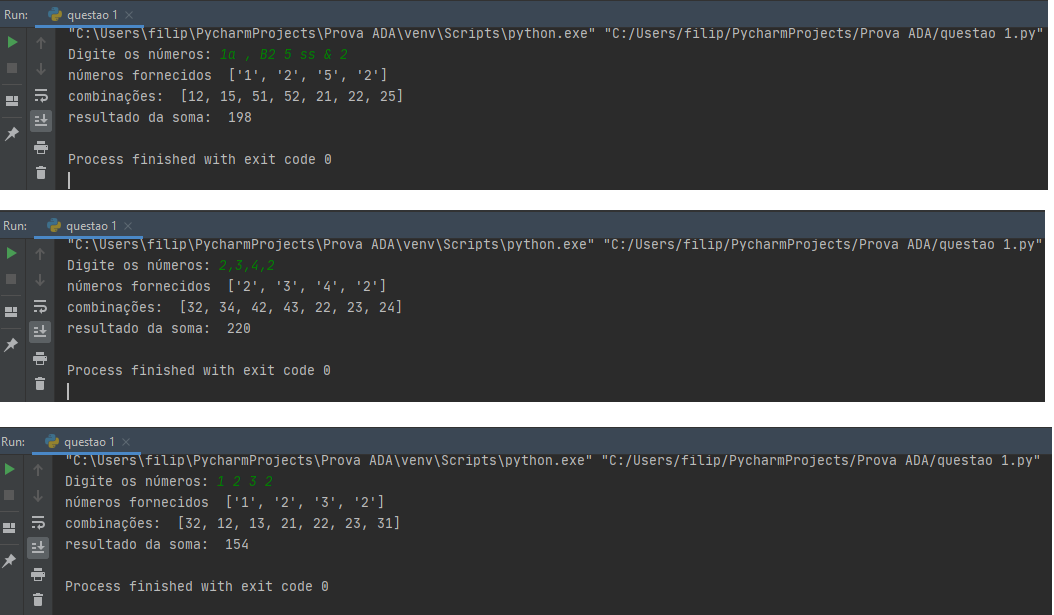 Run: questao 1
"C:\Users\filip\PycharmProjects\Prova ADA\venv\Scripts\python.exe" "C:/Users/filip/PycharmProjects/Prova ADA/questao 1.py"
Digite os números: 1a , B2 5 ss & 2
números fornecidos  ['1', '2', '5', '2']
combinações:  [12, 15, 51, 52, 21, 22, 25]
resultado da soma:  198
Process finished with exit code 0
Run: questao 1
"C:\Users\filip\PycharmProjects\Prova ADA\venv\Scripts\python.exe" "C:/Users/filip/PycharmProjects/Prova ADA/questao 1.py"
Digite os números: 2,3,4,2
números fornecidos  ['2', '3', '4', '2']
combinações:  [32, 34, 42, 43, 22, 23, 24]
resultado da soma:  220
Process finished with exit code 0
Run: questao 1
"C:\Users\filip\PycharmProjects\Prova ADA\venv\Scripts\python.exe" "C:/Users/filip/PycharmProjects/Prova ADA/questao 1.py"
Digite os números: 1 2 3 2
números fornecidos  ['1', '2', '3', '2']
combinações:  [32, 12, 13, 21, 22, 23, 31]
resultado da soma:  154
Process finished with exit code 0